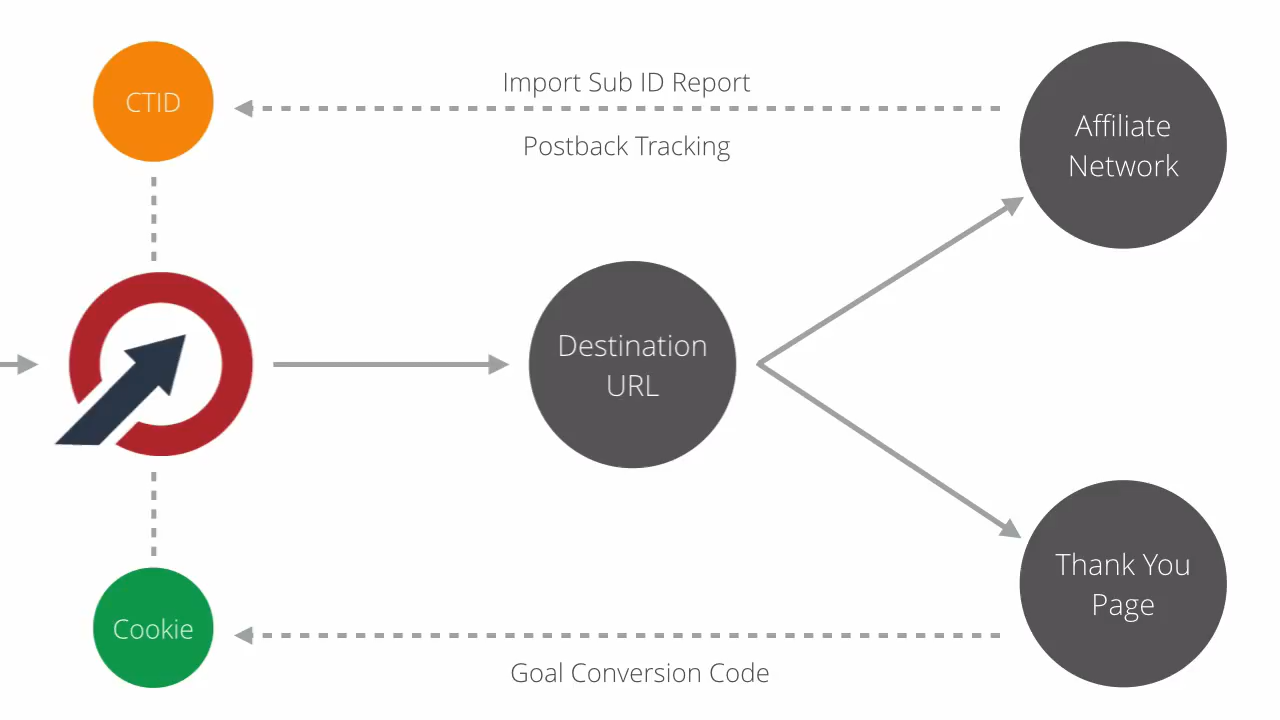 CTID
Import Sub ID Report
Postback Tracking
Affiliate
Network
Destination
URL
Thank You
Page
Cookie
Goal Conversion Code